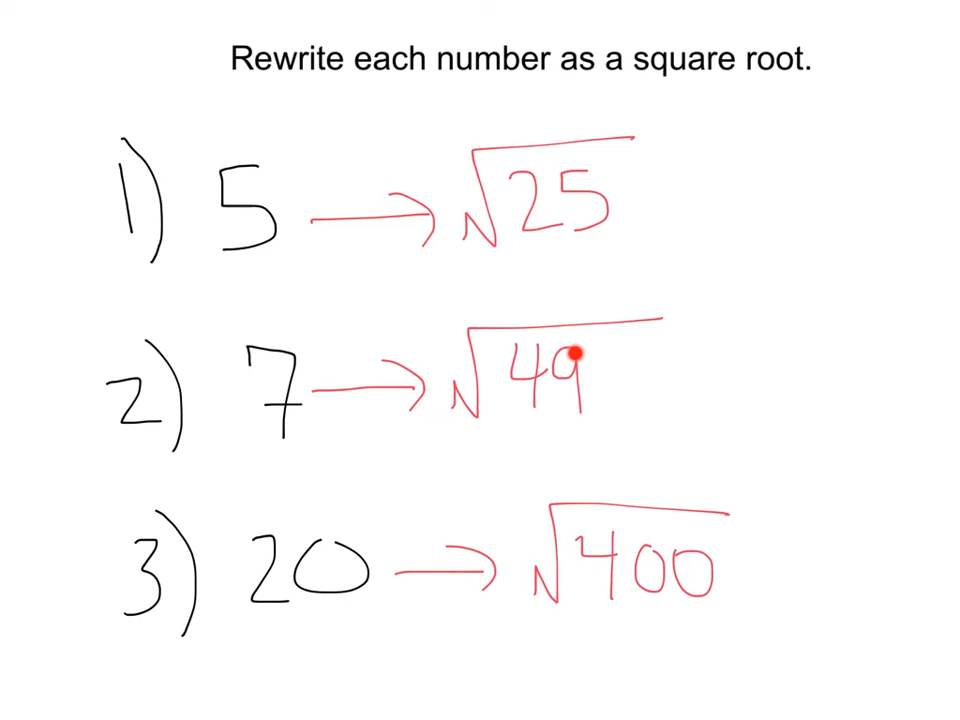 Rewrite each number as a square root.
1) 5 → √25
2) 7 → √49
3) 20 → √400